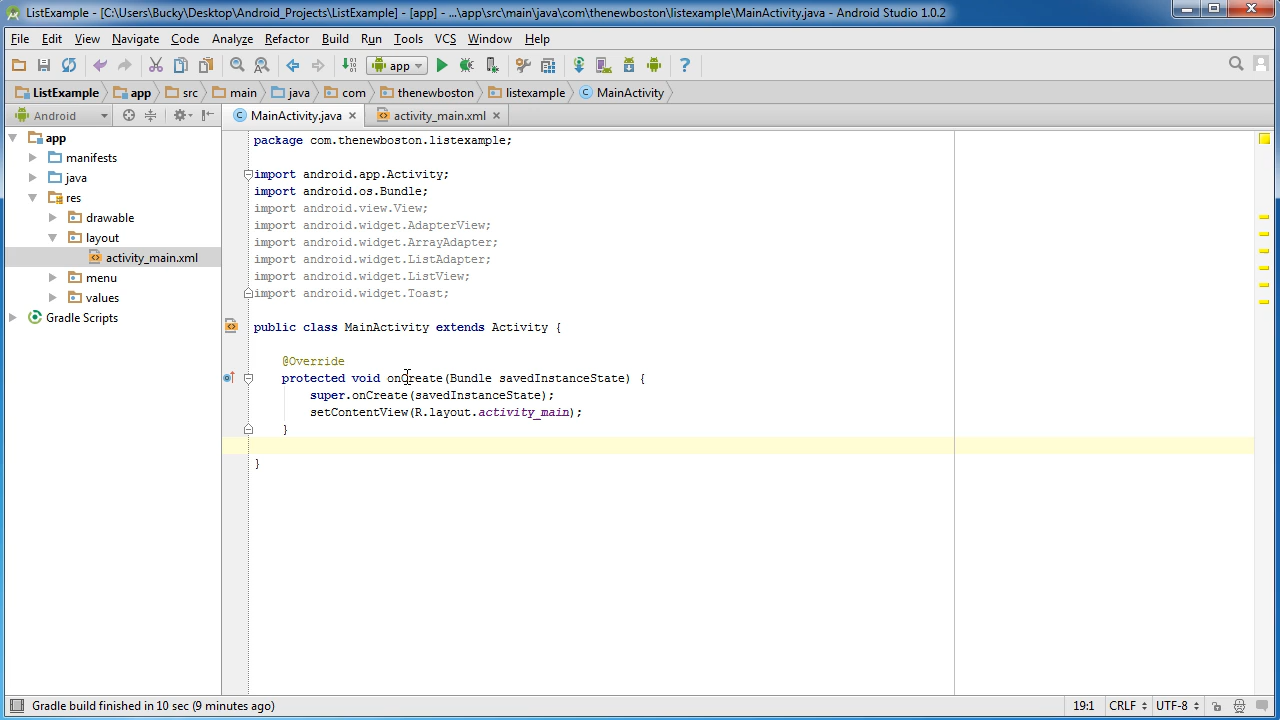 ListExample - [C:\Users\Bucky\Desktop\Android_Projects\ListExample] - [app] - ...\app\src\main\java\com\thenewboston\listexample\MainActivity.java - Android Studio 1.0.2
File Edit View Navigate Code Analyze Refactor Build Run Tools VCS Window Help
app
ListExample app src main java com thenewboston listexample MainActivity
Android
MainActivity.java activity_main.xml
app
manifests
java
res
drawable
layout
activity_main.xml
menu
values
Gradle Scripts
package com.thenewboston.listexample;
import android.app.Activity;
import android.os.Bundle;
import android.view.View;
import android.widget.AdapterView;
import android.widget.ArrayAdapter;
import android.widget.ListAdapter;
import android.widget.ListView;
import android.widget.Toast;
public class MainActivity extends Activity {
@Override
protected void onCreate(Bundle savedInstanceState) {
super.onCreate(savedInstanceState);
setContentView(R.layout.activity_main);
}
}
Gradle build finished in 10 sec (9 minutes ago) 19:1 CRLF UTF-8